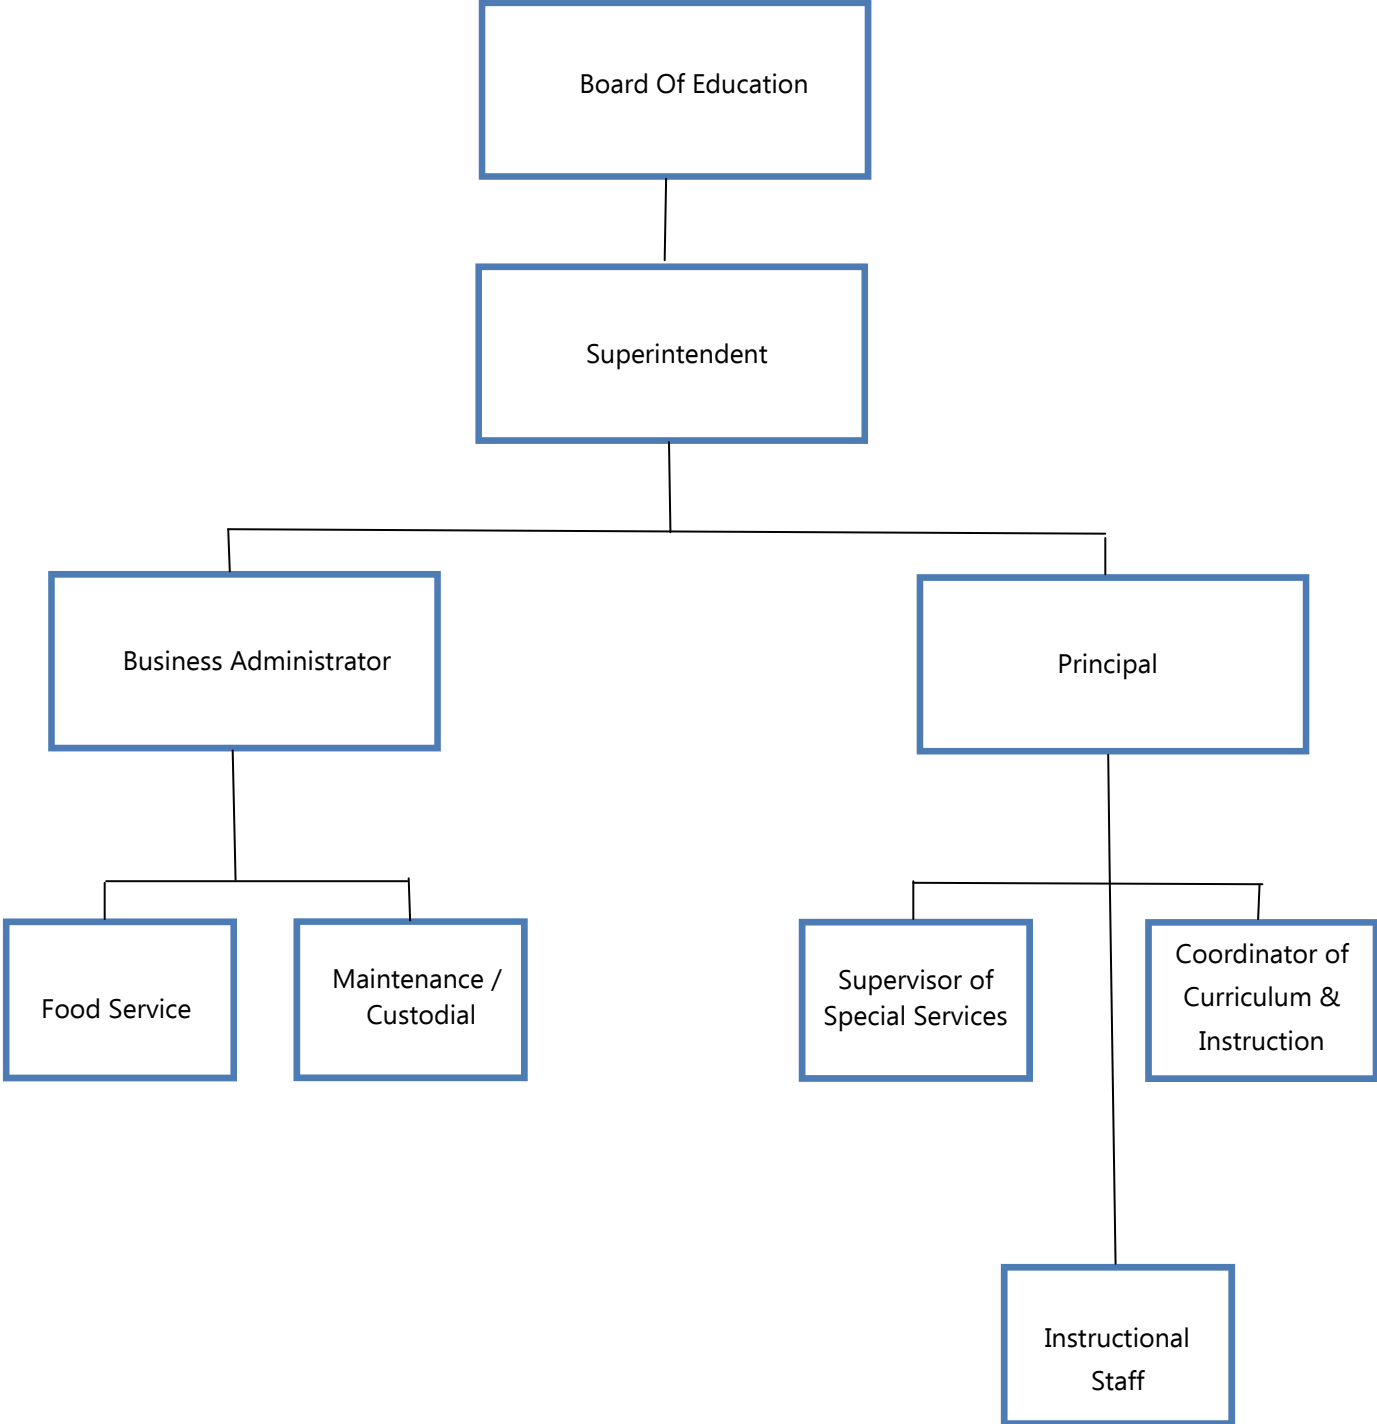 Board Of Education
Superintendent
Business Administrator
Principal
Food Service
Maintenance /
Custodial
Supervisor of
Special Services
Coordinator of
Curriculum &
Instruction
Instructional
Staff